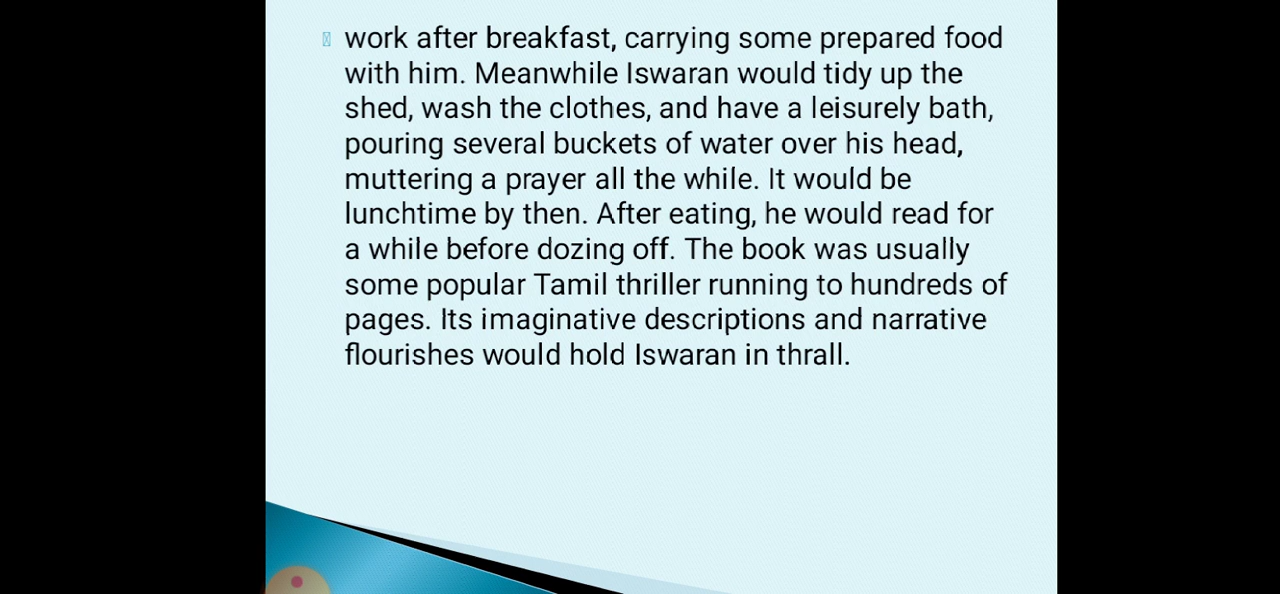 work after breakfast, carrying some prepared food
with him. Meanwhile Iswaran would tidy up the
shed, wash the clothes, and have a leisurely bath,
pouring several buckets of water over his head,
muttering a prayer all the while. It would be
lunchtime by then. After eating, he would read for
a while before dozing off. The book was usually
some popular Tamil thriller running to hundreds of
pages. Its imaginative descriptions and narrative
flourishes would hold Iswaran in thrall.